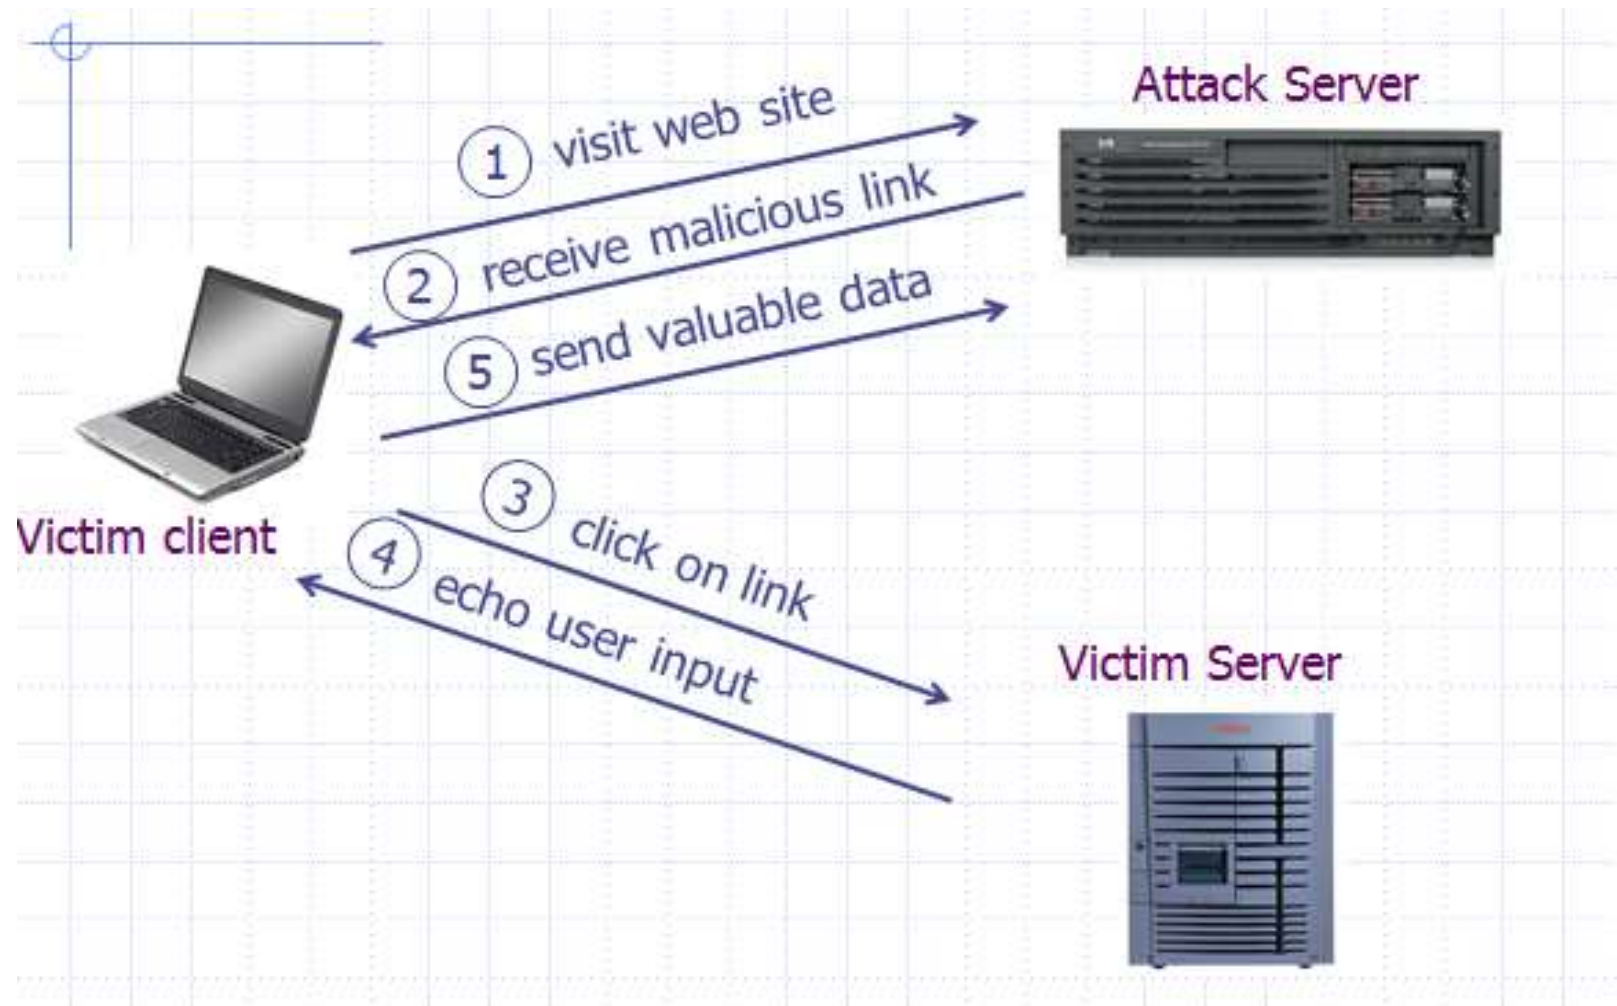 Attack Server
1 visit web site
2 receive malicious link
5 send valuable data
Victim client
3 click on link
4 echo user input
Victim Server